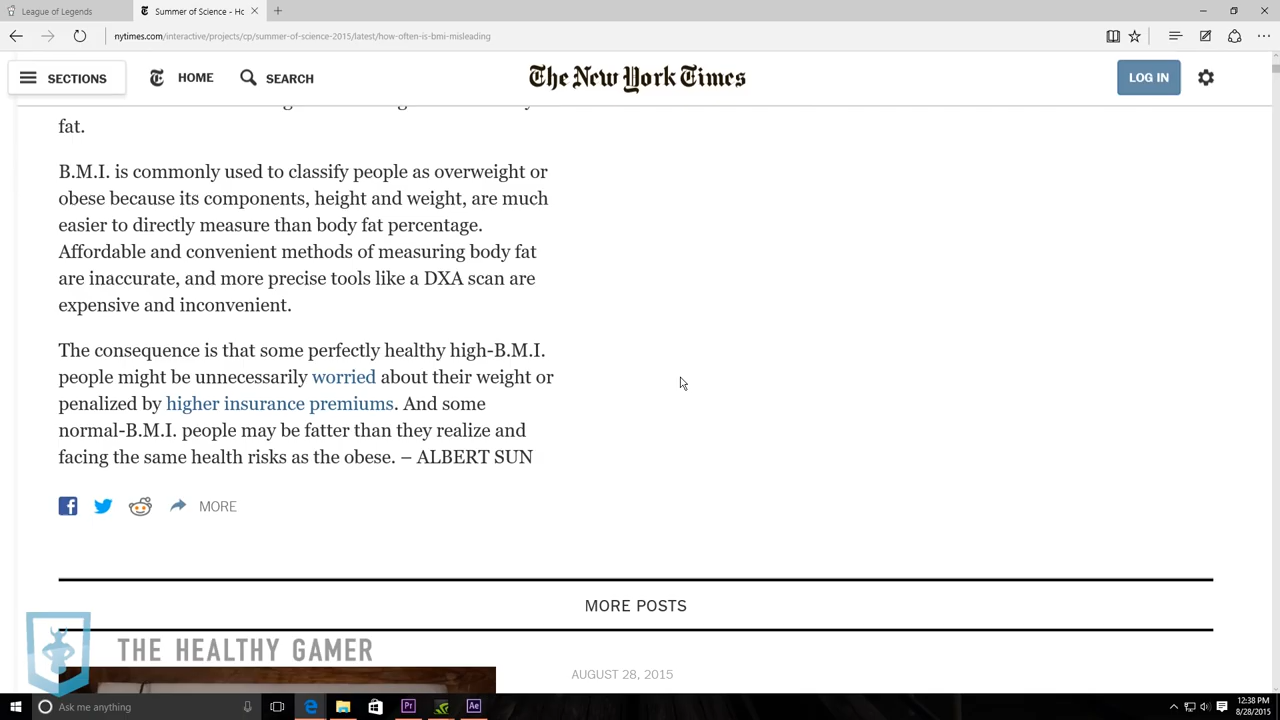 League of Legends
Summer of Science - Hc
nytimes.com/interactive/projects/cp/summer-of-science-2015/latest/how-often-is-bmi-misleading
SECTIONS
HOME
SEARCH
The New York Times
LOG IN
fat.
B.M.I. is commonly used to classify people as overweight or
obese because its components, height and weight, are much
easier to directly measure than body fat percentage.
Affordable and convenient methods of measuring body fat
are inaccurate, and more precise tools like a DXA scan are
expensive and inconvenient.
The consequence is that some perfectly healthy high-B.M.I.
people might be unnecessarily worried about their weight or
penalized by higher insurance premiums. And some
normal-B.M.I. people may be fatter than they realize and
facing the same health risks as the obese. – ALBERT SUN
MORE
MORE POSTS
THE HEALTHY GAMER
AUGUST 28, 2015
Ask me anything
Pr
Ae
12:38 PM
8/28/2015